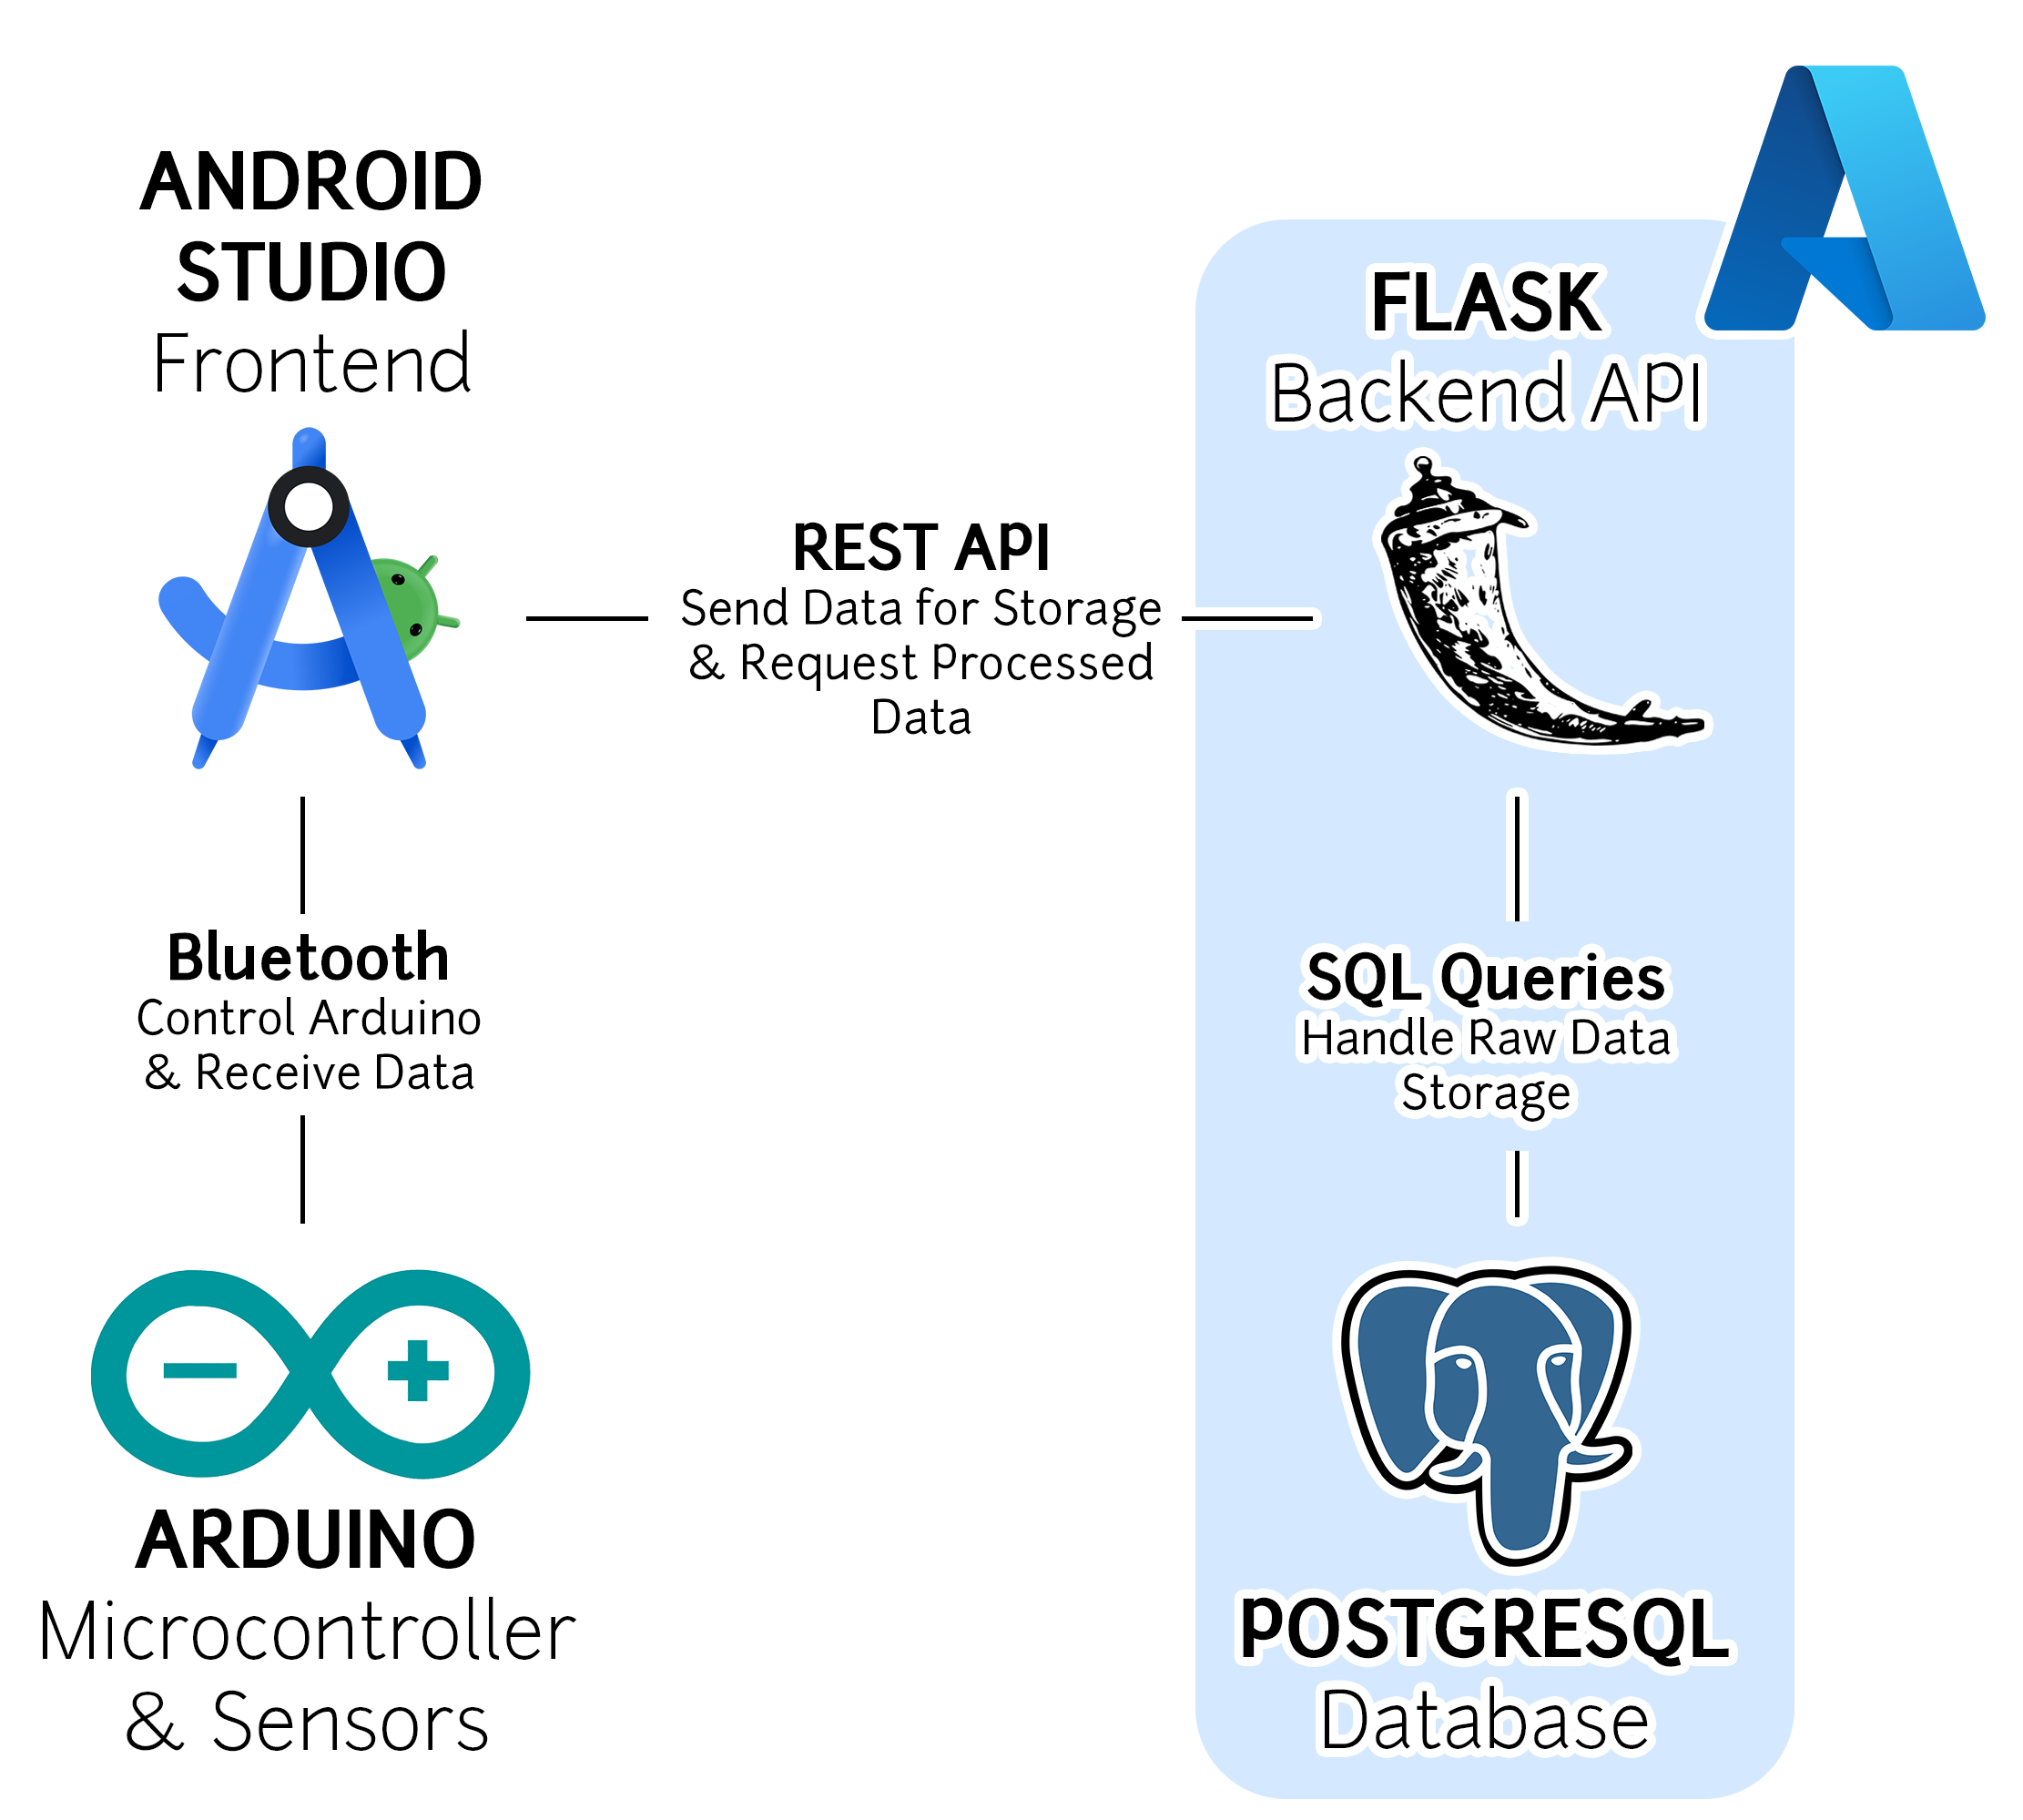 ANDROID
STUDIO
Frontend
FLASK
Backend API
REST API
Send Data for Storage
& Request Processed
Data
Bluetooth
Control Arduino
& Receive Data
SQL Queries
Handle Raw Data
Storage
ARDUINO
Microcontroller
& Sensors
POSTGRESQL
Database